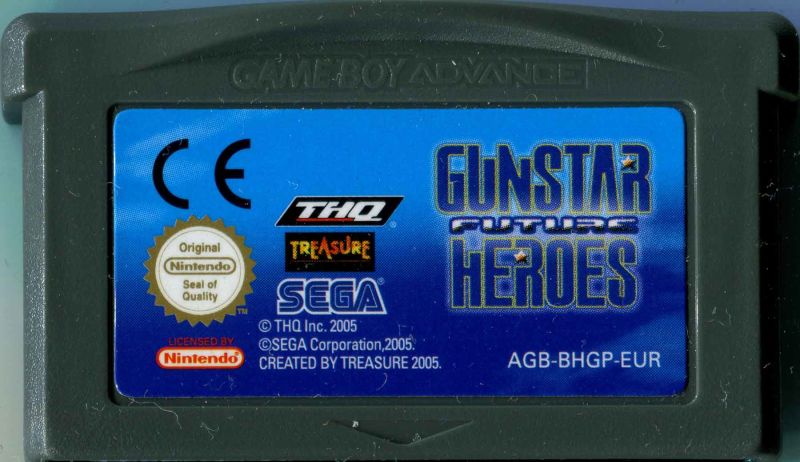 GAME BOY ADVANCE
CE
GUNSTAR
FUTURE
HEROES
THQ
TREASURE
SEGA
Original
Nintendo
Seal of
Quality
TM
LICENSED BY
Nintendo
© THQ Inc. 2005
©SEGA Corporation,2005.
CREATED BY TREASURE 2005.
AGB-BHGP-EUR